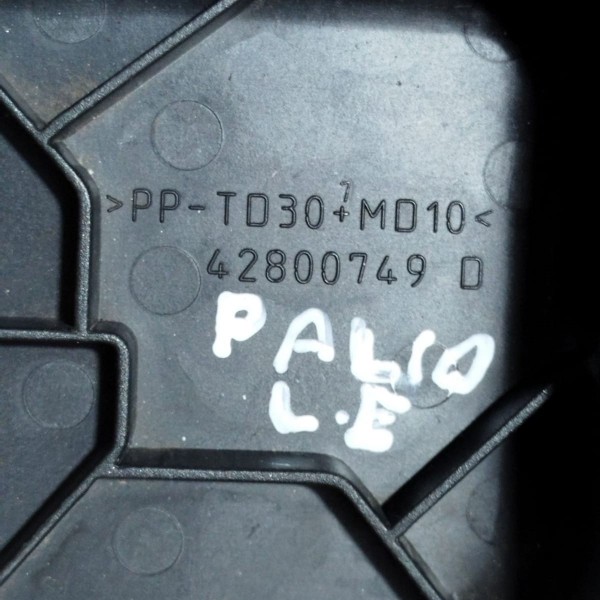 >PP-TD30+MD10<
42800749 D
PALIO
L.E